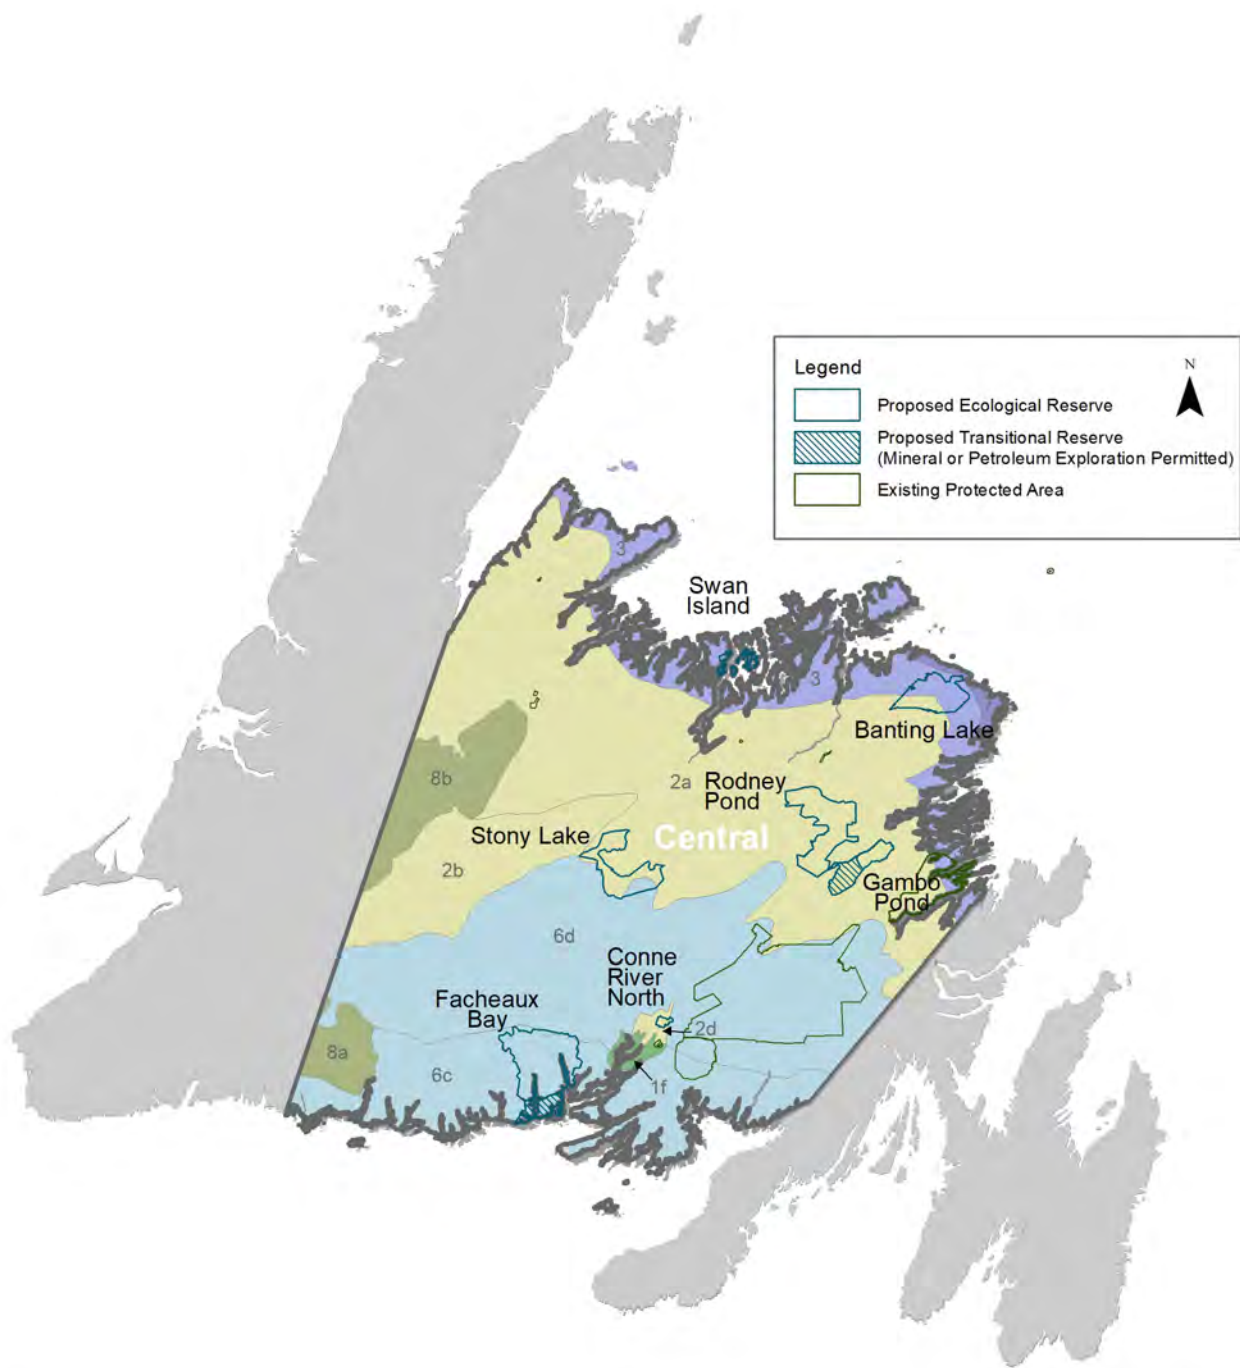 N
Legend
Proposed Ecological Reserve
Proposed Transitional Reserve
(Mineral or Petroleum Exploration Permitted)
Existing Protected Area
3
Swan
Island
3
Banting Lake
8b
2a
Rodney
Pond
Stony Lake
Central
2b
Gambo
Pond
6d
Conne
River
North
Facheaux
Bay
2d
8a
6c
1f